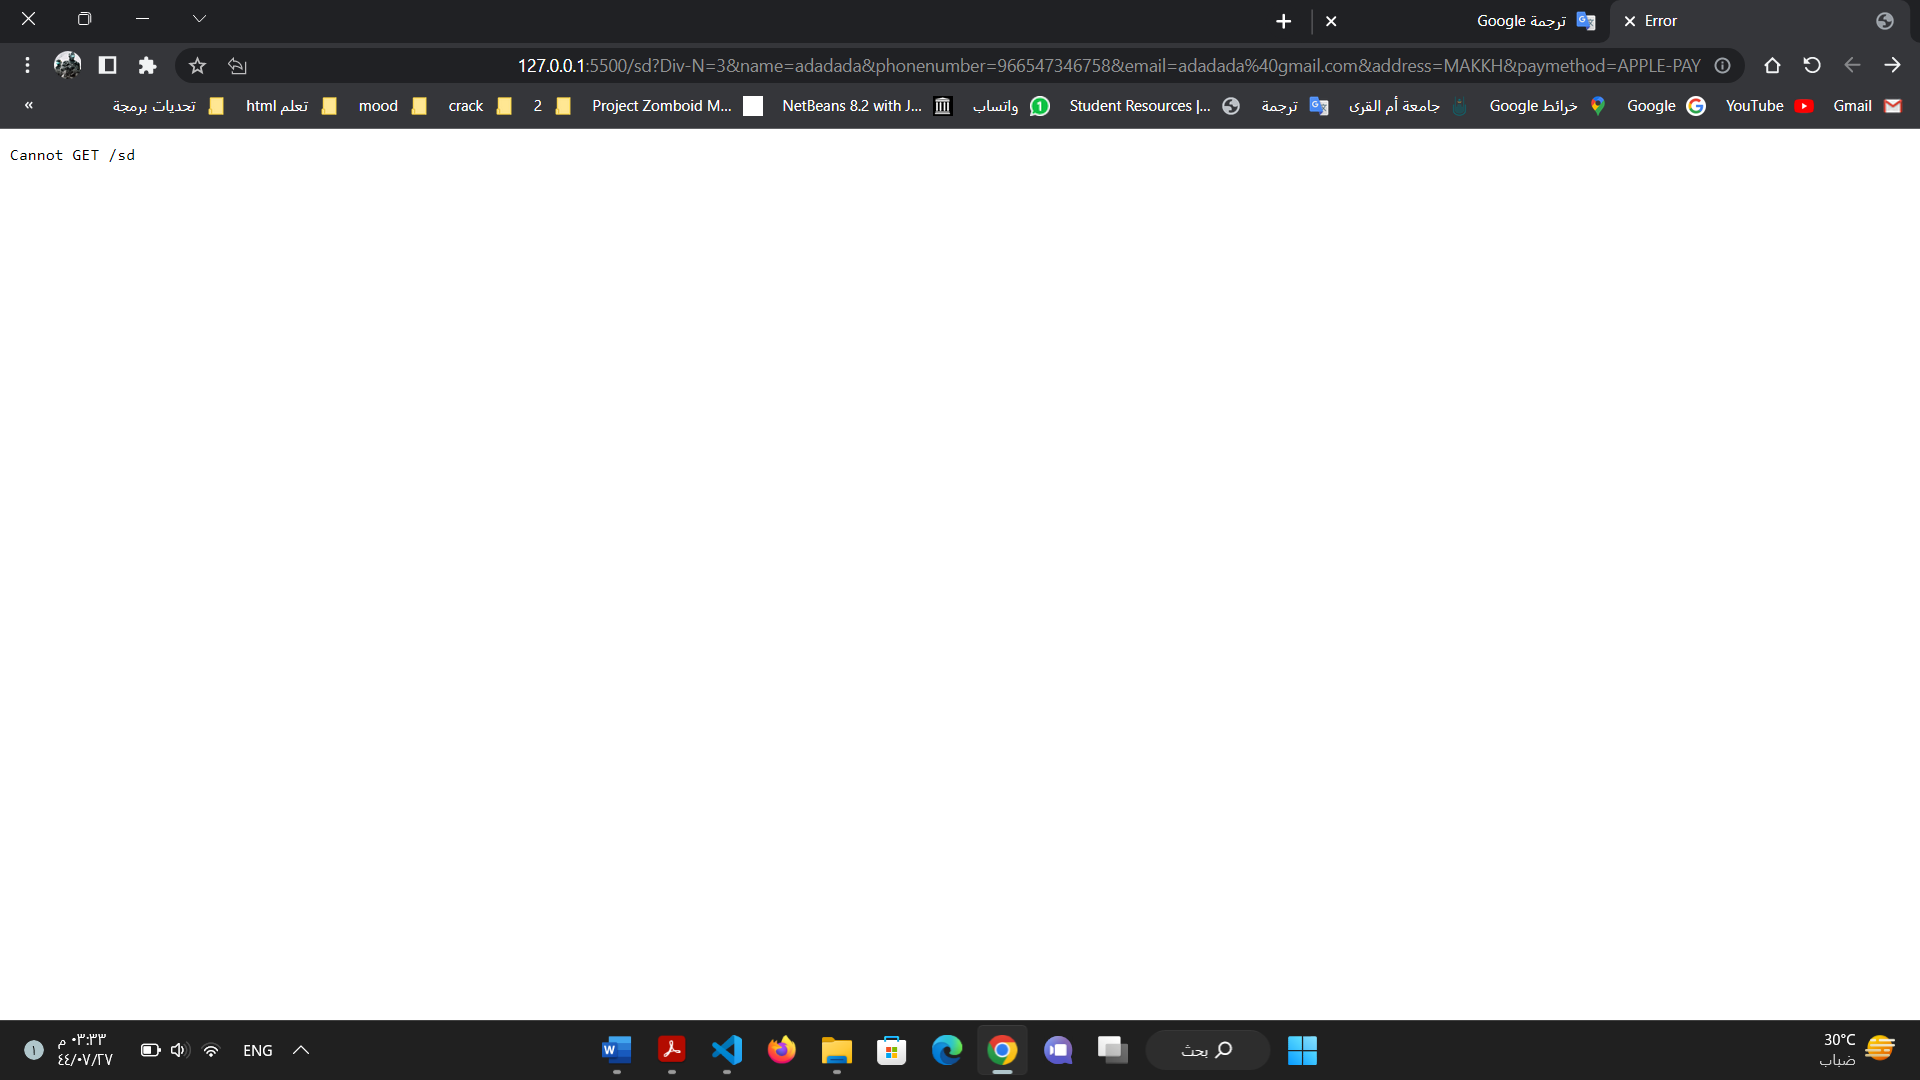 Error
ترجمة Google
127.0.0.1:5500/sd?Div-N=3&name=adadada&phonenumber=966547346758&email=adadada%40gmail.com&address=MAKKH&paymethod=APPLE-PAY
Gmail
YouTube
Google
خرائط Google
جامعة أم القرى
ترجمة
Student Resources |...
واتساب
NetBeans 8.2 with J...
Project Zomboid M...
2
crack
mood
تعلم html
تحديات برمجة
«
Cannot GET /sd
30°C
ضباب
بحث
ENG
٠٣:٣٣ م
٤٤/٠٧/٢٧
١